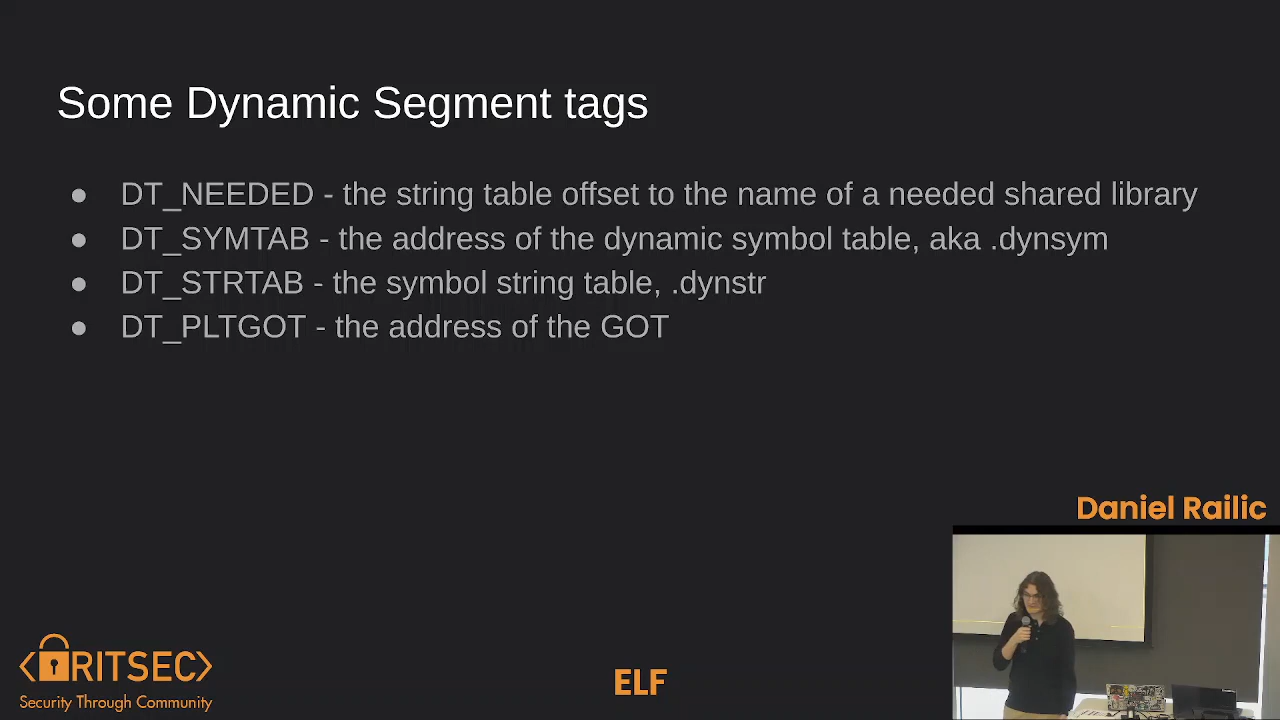 Some Dynamic Segment tags
● DT_NEEDED - the string table offset to the name of a needed shared library
● DT_SYMTAB - the address of the dynamic symbol table, aka .dynsym
● DT_STRTAB - the symbol string table, .dynstr
● DT_PLTGOT - the address of the GOT
Daniel Railic
RITSEC
Security Through Community
ELF